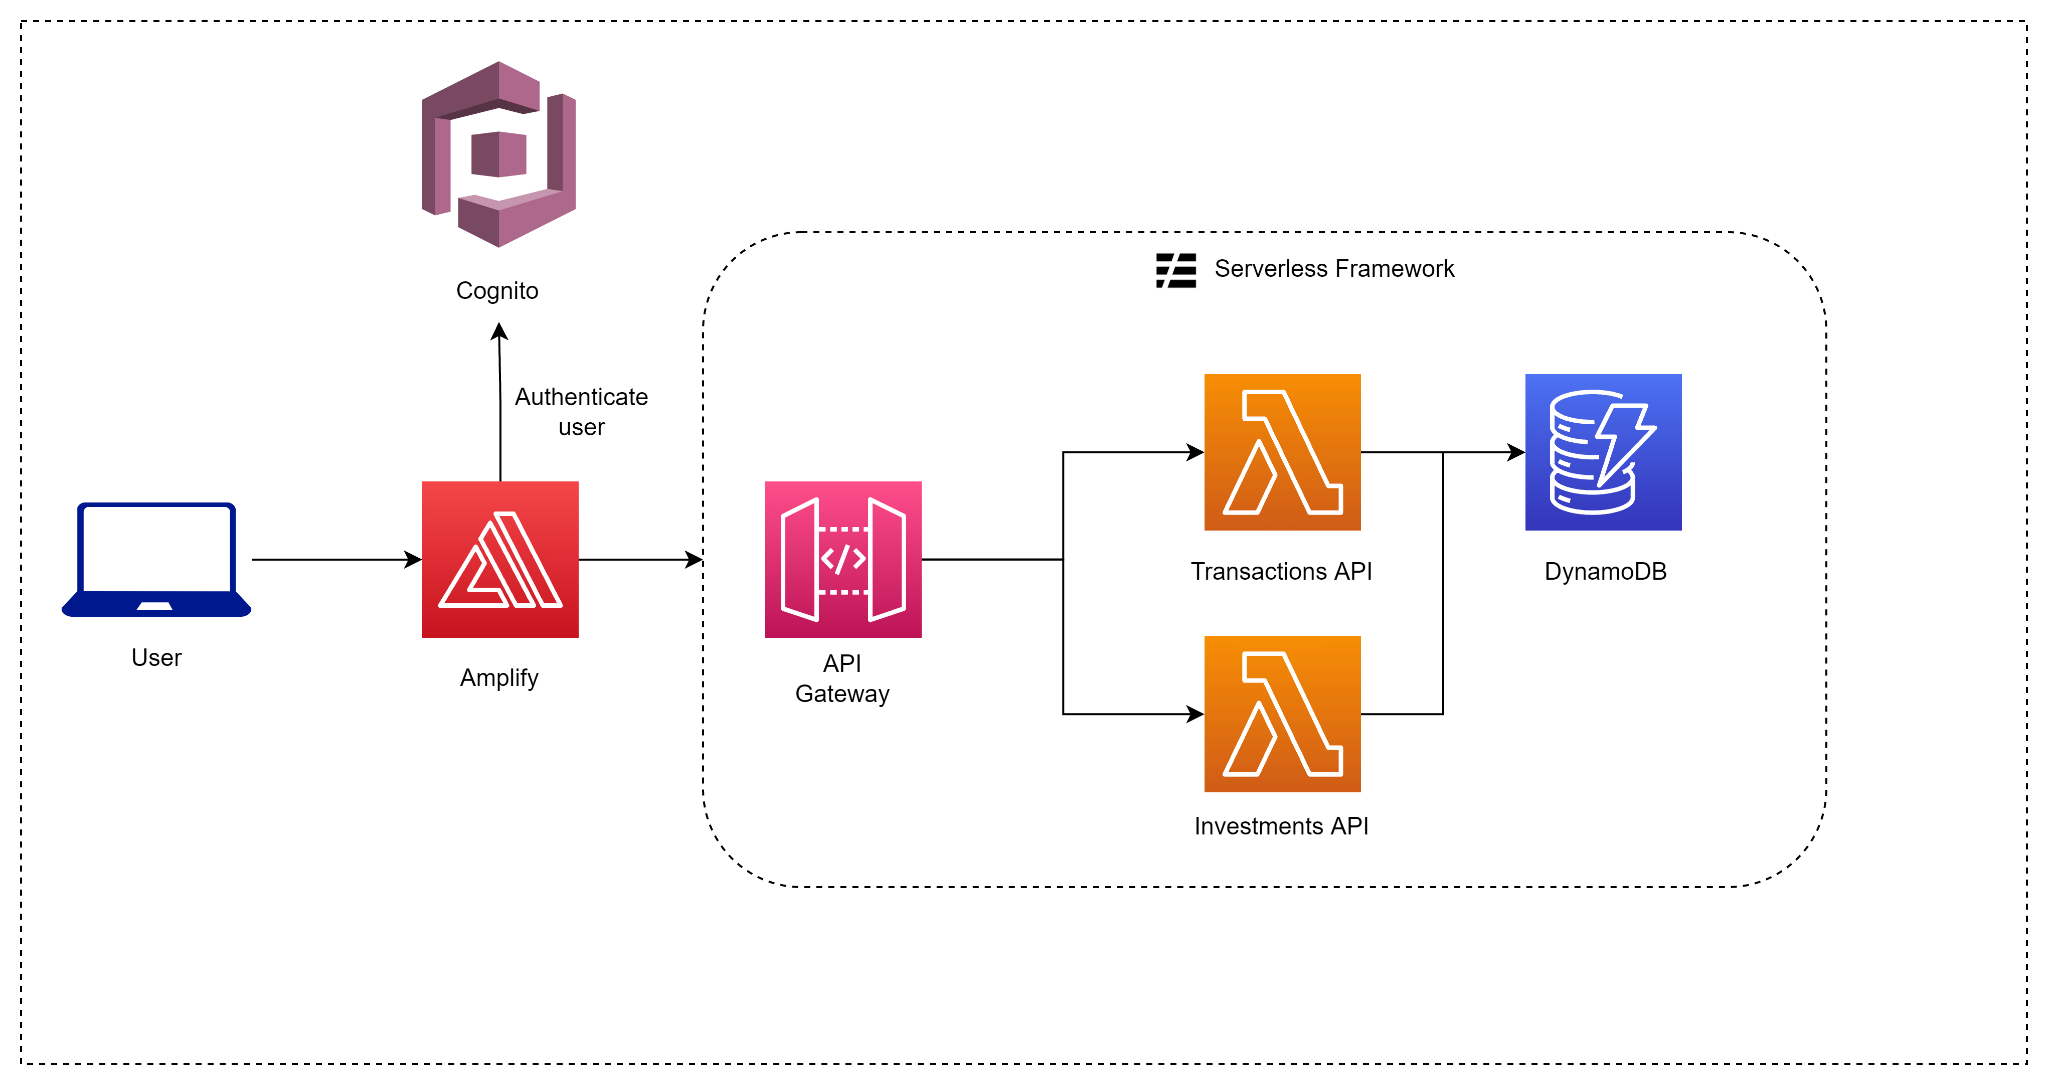 Cognito
Serverless Framework
Authenticate
user
User
Amplify
API
Gateway
Transactions API
DynamoDB
Investments API